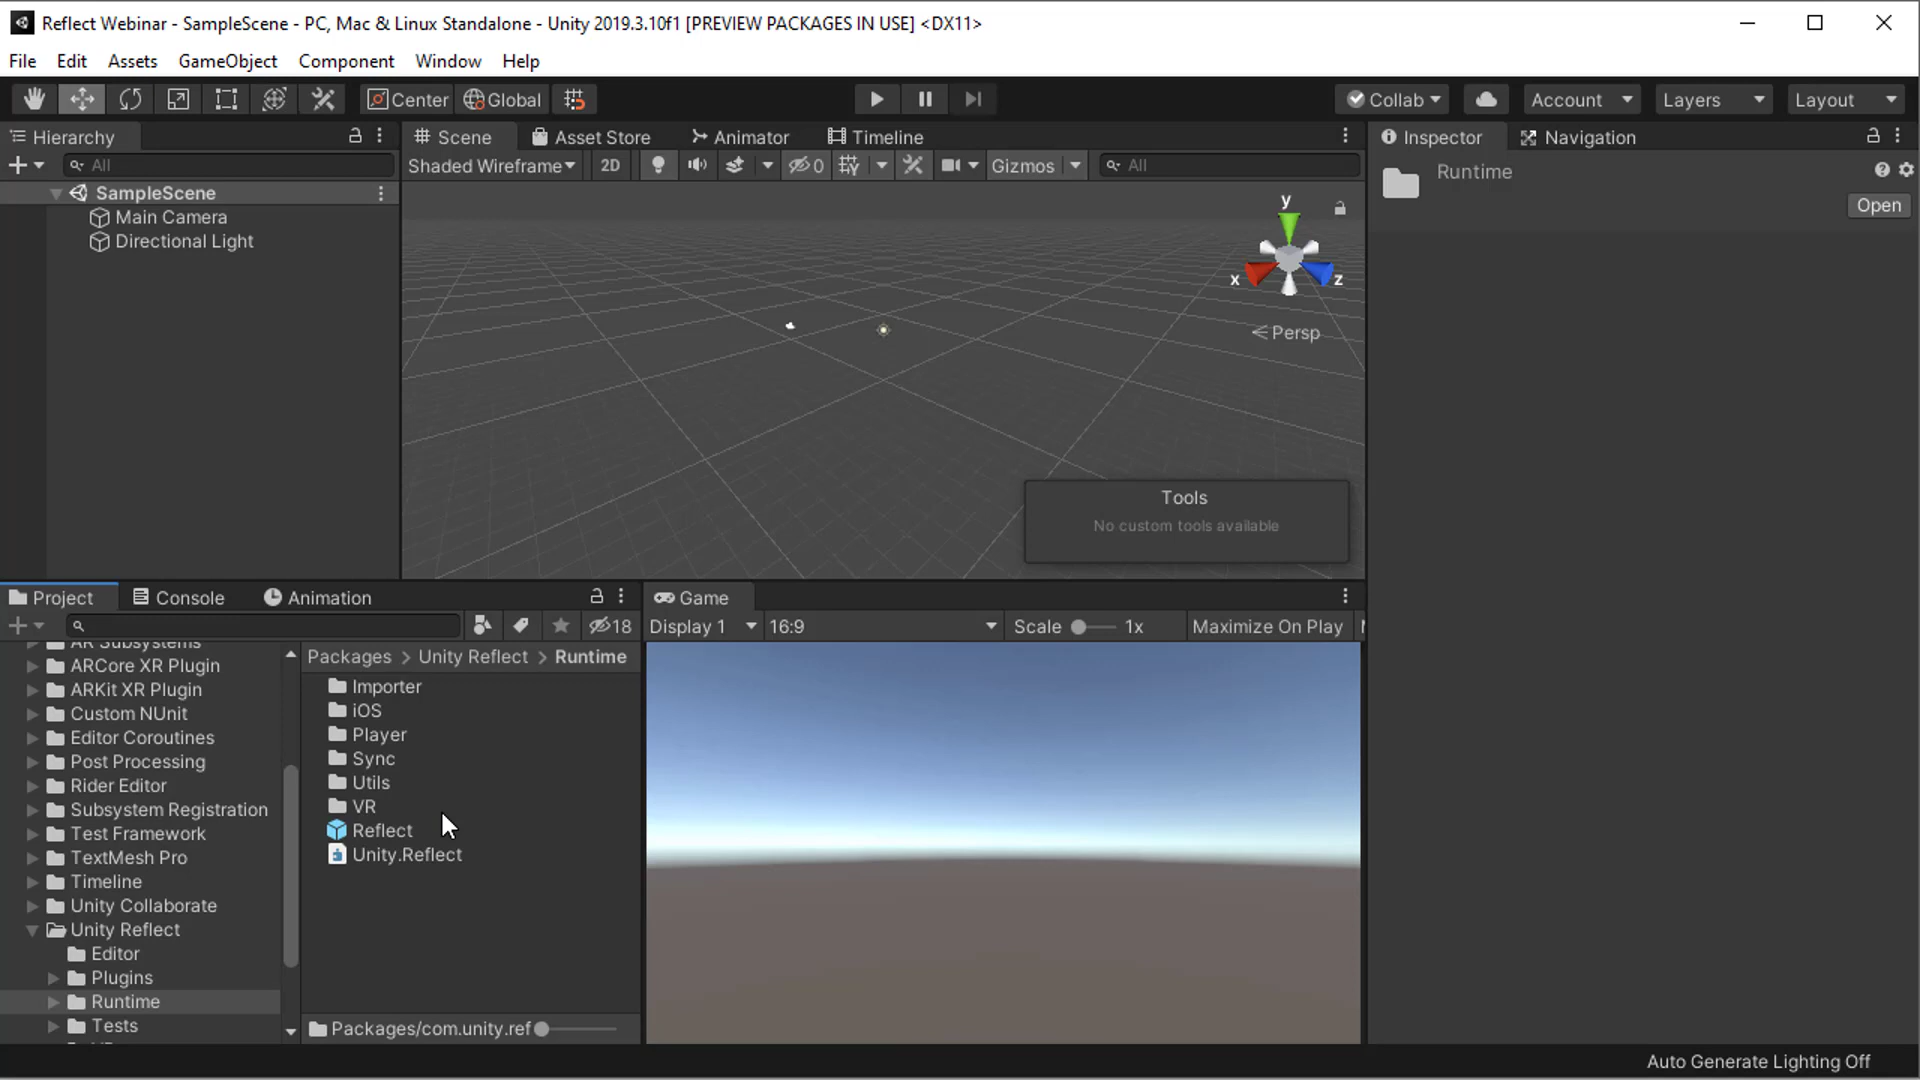 Reflect Webinar - SampleScene - PC, Mac & Linux Standalone - Unity 2019.3.10f1 [PREVIEW PACKAGES IN USE] <DX11>
File Edit Assets GameObject Component Window Help
Center Global Collab Account Layers Layout
Hierarchy
All
SampleScene
Main Camera
Directional Light
Scene Asset Store Animator Timeline
Shaded Wireframe 2D 0 Gizmos All
y
x
z
Persp
Tools
No custom tools available
Inspector Navigation
Runtime
Open
Project Console Animation
18
AR Subsystems
ARCore XR Plugin
ARKit XR Plugin
Custom NUnit
Editor Coroutines
Post Processing
Rider Editor
Subsystem Registration
Test Framework
TextMesh Pro
Timeline
Unity Collaborate
Unity Reflect
Editor
Plugins
Runtime
Tests
Packages > Unity Reflect > Runtime
Importer
iOS
Player
Sync
Utils
VR
Reflect
Unity.Reflect
Packages/com.unity.ref
Game
Display 1 16:9 Scale 1x Maximize On Play
Auto Generate Lighting Off